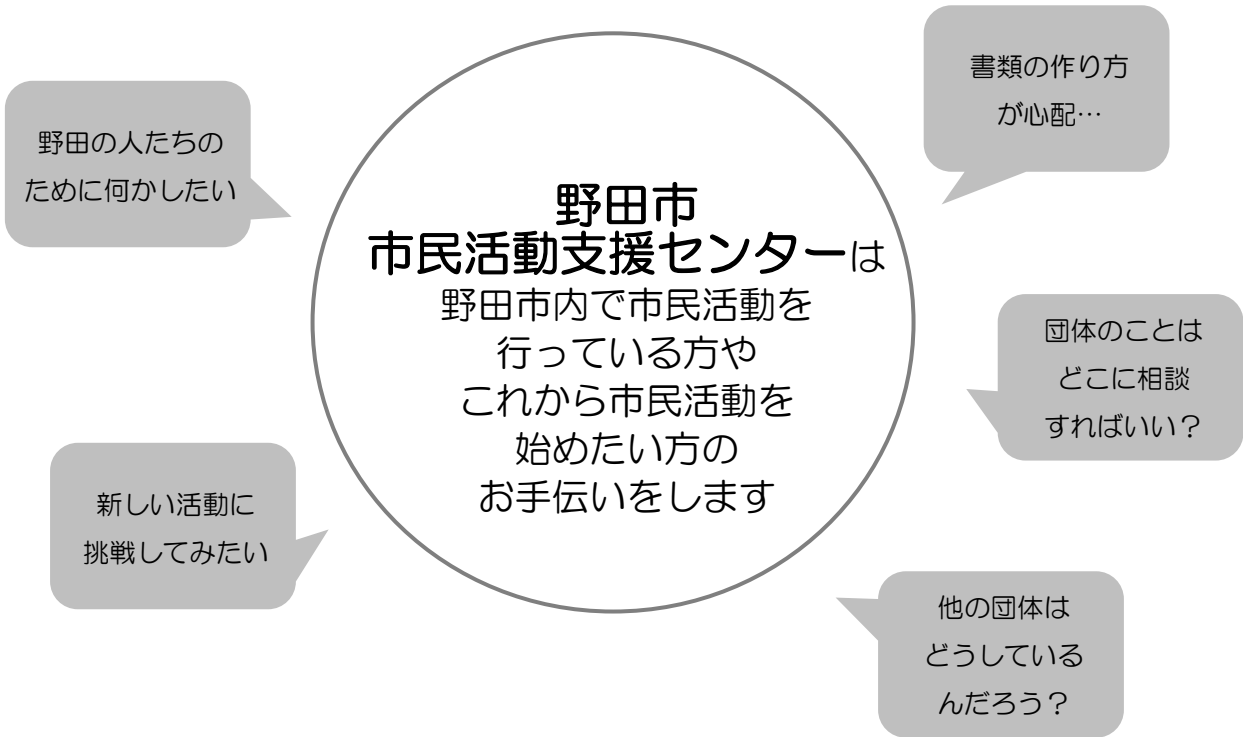 書類の作り方
が心配…
野田の人たちの
ために何かしたい
野田市
市民活動支援センターは
野田市内で市民活動を
行っている方や
これから市民活動を
始めたい方の
お手伝いをします
団体のことは
どこに相談
すればいい？
新しい活動に
挑戦してみたい
他の団体は
どうしている
んだろう？